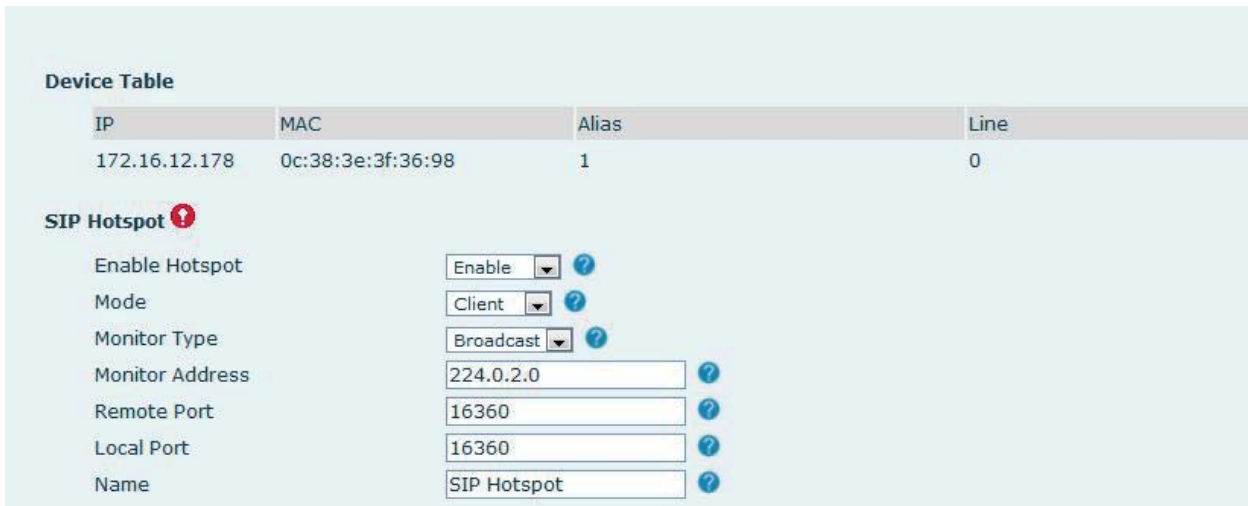 Device Table
IP MAC Alias Line
172.16.12.178 0c:38:3e:3f:36:98 1 0
SIP Hotspot
Enable Hotspot Enable
Mode Client
Monitor Type Broadcast
Monitor Address 224.0.2.0
Remote Port 16360
Local Port 16360
Name SIP Hotspot